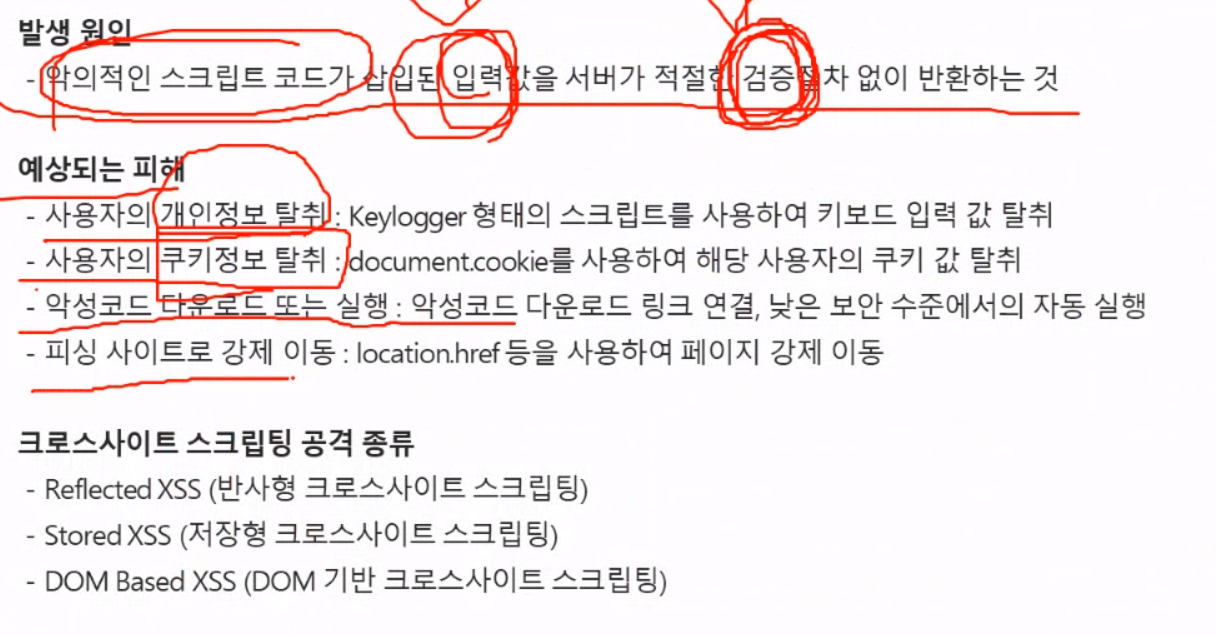 발생 원인
- 악의적인 스크립트 코드가 삽입된 입력값을 서버가 적절한 검증절차 없이 반환하는 것
예상되는 피해
- 사용자의 개인정보 탈취 : Keylogger 형태의 스크립트를 사용하여 키보드 입력 값 탈취
- 사용자의 쿠키정보 탈취 : document.cookie를 사용하여 해당 사용자의 쿠키 값 탈취
- 악성코드 다운로드 또는 실행 : 악성코드 다운로드 링크 연결, 낮은 보안 수준에서의 자동 실행
- 피싱 사이트로 강제 이동 : location.href 등을 사용하여 페이지 강제 이동
크로스사이트 스크립팅 공격 종류
- Reflected XSS (반사형 크로스사이트 스크립팅)
- Stored XSS (저장형 크로스사이트 스크립팅)
- DOM Based XSS (DOM 기반 크로스사이트 스크립팅)